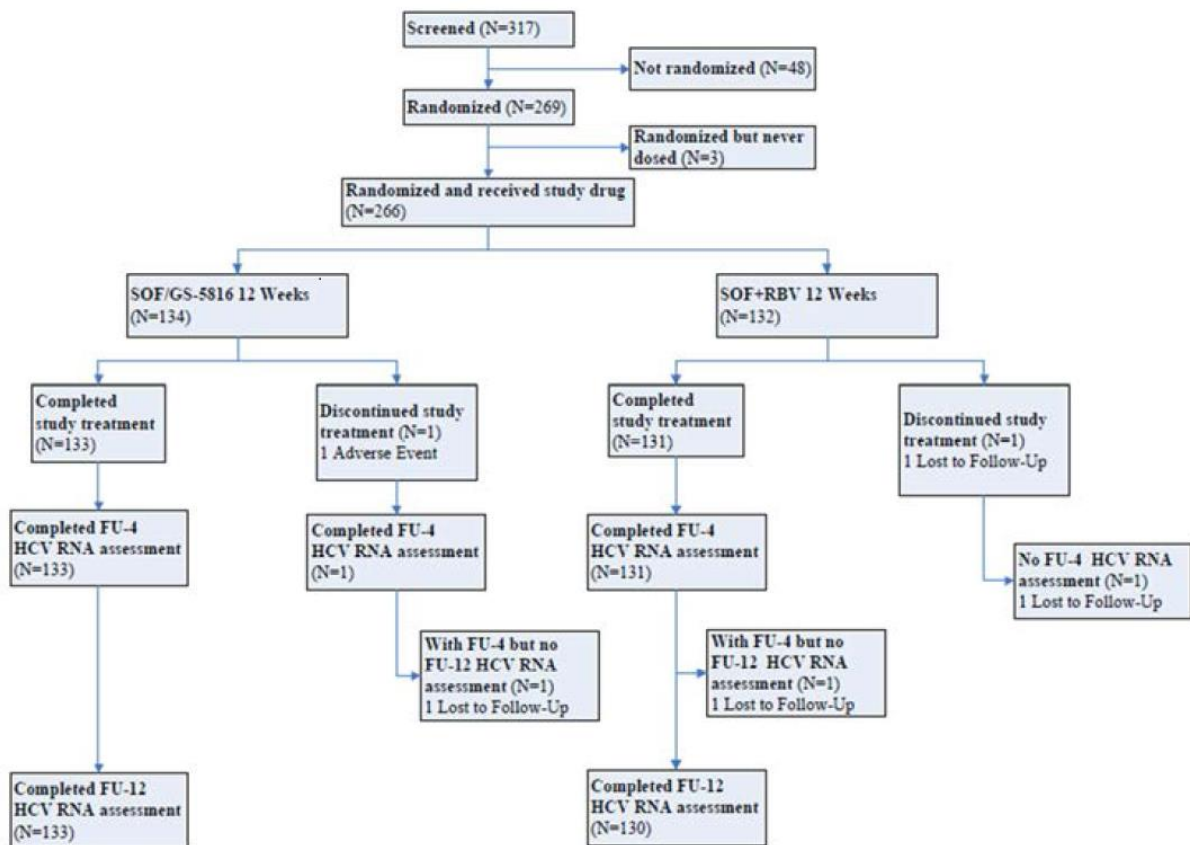 Screened (N=317)
Not randomized (N=48)
Randomized (N=269)
Randomized but never
dosed (N=3)
Randomized and received study drug
(N=266)
SOF/GS-5816 12 Weeks
(N=134)
SOF+RBV 12 Weeks
(N=132)
Completed
study treatment
(N=133)
Discontinued study
treatment (N=1)
1 Adverse Event
Completed
study treatment
(N=131)
Discontinued study
treatment (N=1)
1 Lost to Follow-Up
Completed FU-4
HCV RNA assessment
(N=133)
Completed FU-4
HCV RNA assessment
(N=1)
Completed FU-4
HCV RNA assessment
(N=131)
No FU-4 HCV RNA
assessment (N=1)
1 Lost to Follow-Up
With FU-4 but no
FU-12 HCV RNA
assessment (N=1)
1 Lost to Follow-Up
With FU-4 but no
FU-12 HCV RNA
assessment (N=1)
1 Lost to Follow-Up
Completed FU-12
HCV RNA assessment
(N=133)
Completed FU-12
HCV RNA assessment
(N=130)